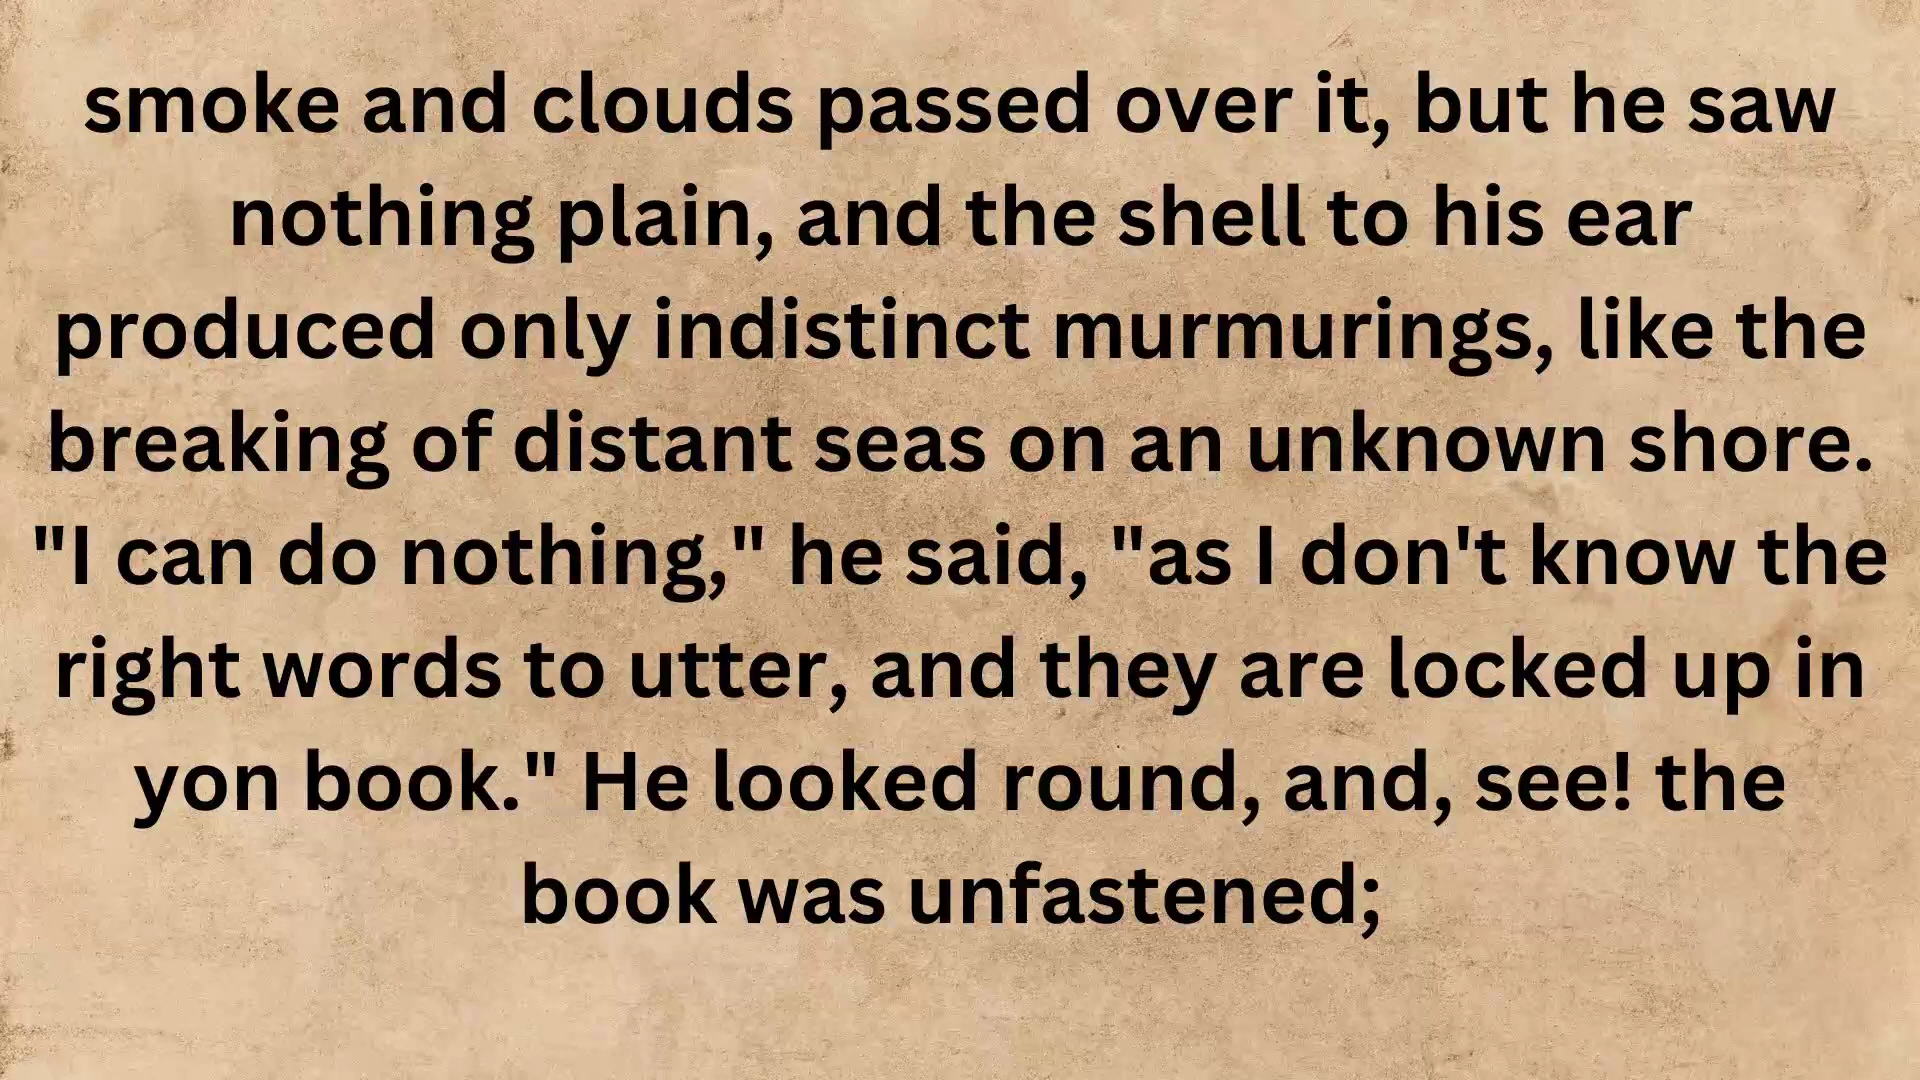 smoke and clouds passed over it, but he saw
nothing plain, and the shell to his ear
produced only indistinct murmurings, like the
breaking of distant seas on an unknown shore.
"I can do nothing," he said, "as I don't know the
right words to utter, and they are locked up in
yon book." He looked round, and, see! the
book was unfastened;